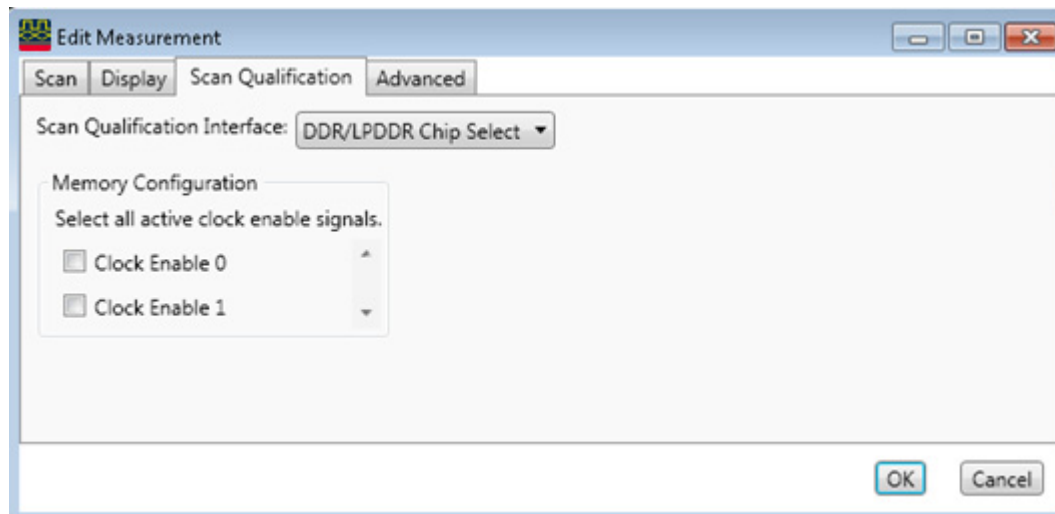 Edit Measurement
Scan Display Scan Qualification Advanced
Scan Qualification Interface: DDR/LPDDR Chip Select
Memory Configuration
Select all active clock enable signals.
Clock Enable 0
Clock Enable 1
OK Cancel